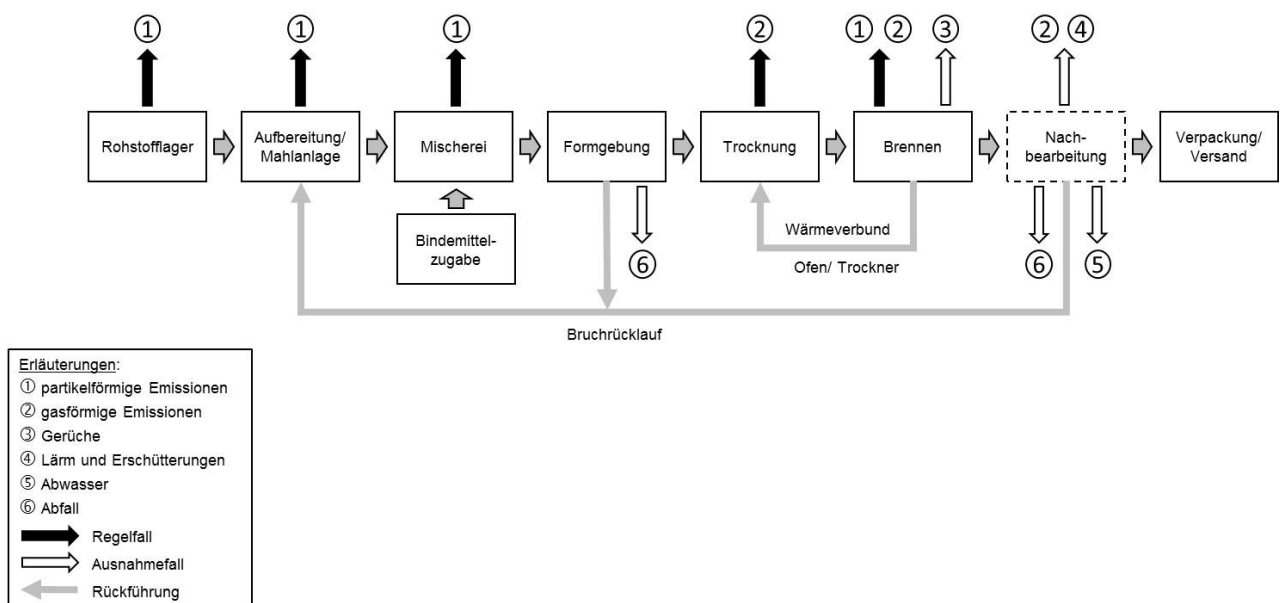 ① ① ① ② ① ② ③ ② ④
Rohstofflager
Aufbereitung/
Mahlanlage
Mischerei
Formgebung
Trocknung
Brennen
Nach-
bearbeitung
Verpackung/
Versand
Bindemittel-
zugabe
⑥
Wärmeverbund
Ofen/ Trockner
⑥ ⑤
Bruchrücklauf
Erläuterungen:
① partikelförmige Emissionen
② gasförmige Emissionen
③ Gerüche
④ Lärm und Erschütterungen
⑤ Abwasser
⑥ Abfall
Regelfall
Ausnahmefall
Rückführung